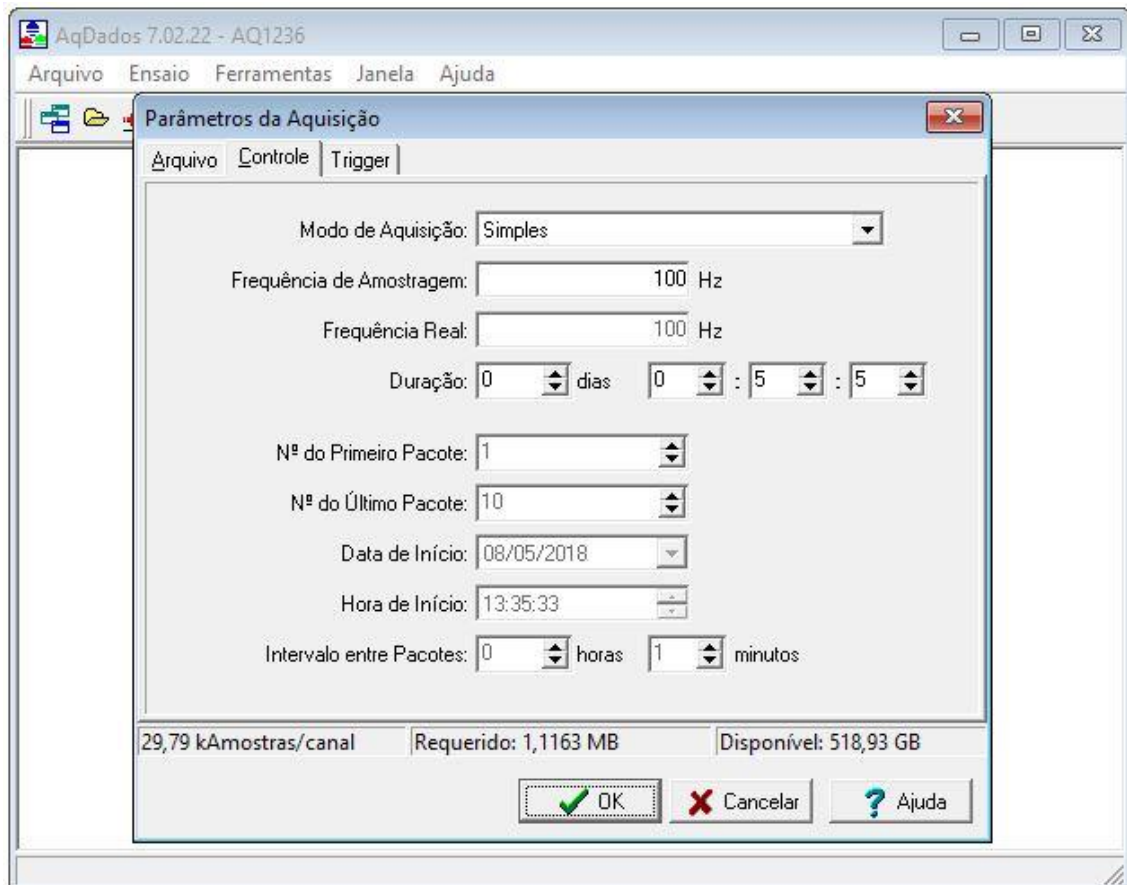 AqDados 7.02.22 - AQ1236
Arquivo Ensaio Ferramentas Janela Ajuda
Parâmetros da Aquisição
Arquivo Controle Trigger
Modo de Aquisição: Simples
Frequência de Amostragem: 100 Hz
Frequência Real: 100 Hz
Duração: 0 dias 0 : 5 : 5
Nº do Primeiro Pacote: 1
Nº do Último Pacote: 10
Data de Início: 08/05/2018
Hora de Início: 13:35:33
Intervalo entre Pacotes: 0 horas 1 minutos
29,79 kAmostras/canal Requerido: 1,1163 MB Disponível: 518,93 GB
OK Cancelar ? Ajuda